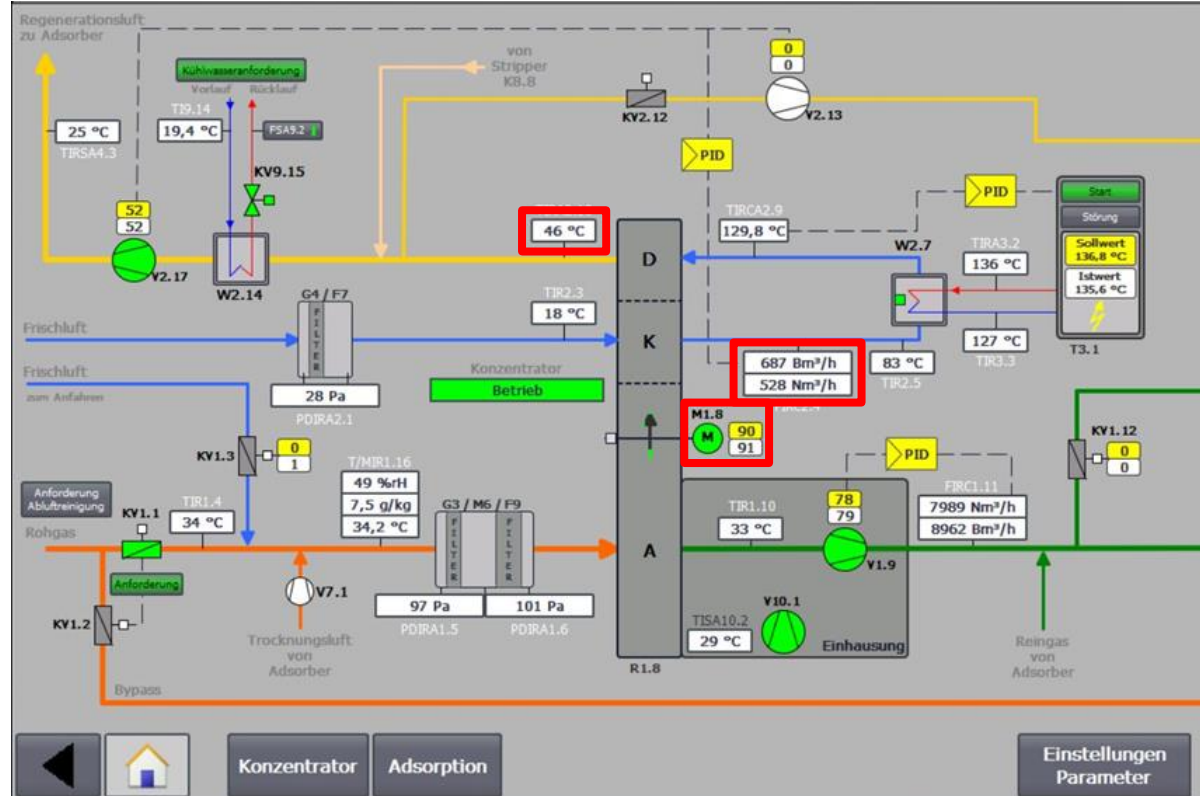 Regenerationsluft
zu Adsorber
Kühlwasseranforderung
Vorlauf Rücklauf
TI9.14
19,4 °C
FSA9.2
von
Stripper
K8.8
0
0
KV2.12
V2.13
25 °C
TIRSA4.3
KV9.15
PID
PID
Start
Störung
52
52
V2.17
W2.14
46 °C
TIRCA2.9
129,8 °C
D
W2.7
TIRA3.2
136 °C
Sollwert
136,8 °C
Istwert
135,6 °C
T3.1
G4 / F7
FILTER
TIR2.3
18 °C
Frischluft
K
687 Bm³/h
528 Nm³/h
83 °C
TIR2.5
127 °C
TIR3.3
Frischluft
zum Anfahren
28 Pa
PDIRA2.1
Konzentrator
Betrieb
M1.8
M
90
91
KV1.3
0
1
T/MIR1.16
49 %rH
7,5 g/kg
34,2 °C
PID
KV1.12
0
0
Anforderung
Abluftreinigung
Rohgas
KV1.1
TIR1.4
34 °C
G3 / M6 / F9
FILTER
FILTER
A
TIR1.10
33 °C
78
79
V1.9
FIRC1.11
7989 Nm³/h
8962 Bm³/h
Anforderung
V7.1
97 Pa
101 Pa
PDIRA1.5
PDIRA1.6
KV1.2
Trocknungsluft
von
Adsorber
V10.1
TISA10.2
29 °C
Einhausung
Reingas
von
Adsorber
R1.8
Bypass
Konzentrator
Adsorption
Einstellungen
Parameter